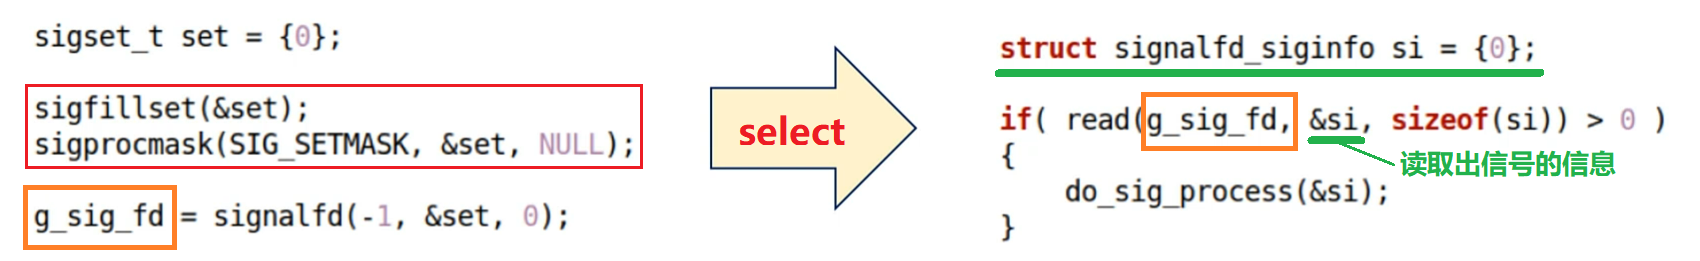 sigset_t set = {0};
sigfillset(&set);
sigprocmask(SIG_SETMASK, &set, NULL);
g_sig_fd = signalfd(-1, &set, 0);
select
struct signalfd_siginfo si = {0};
if( read(g_sig_fd, &si, sizeof(si)) > 0 )
{
读取出信号的信息
do_sig_process(&si);
}